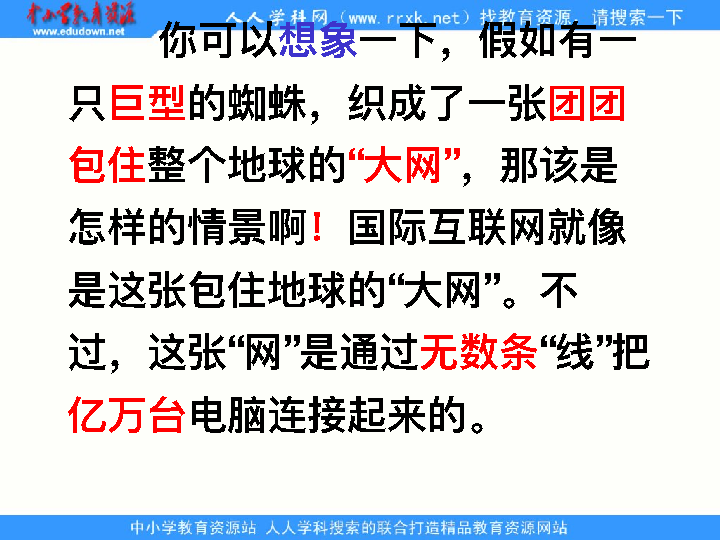 中小学教育资源
www.edudown.net
人人学科网（www.rrxk.net）找教育资源，请搜索一下
你可以想象一下，假如有一
只巨型的蜘蛛，织成了一张团团
包住整个地球的“大网”，那该是
怎样的情景啊！国际互联网就像
是这张包住地球的“大网”。不
过，这张“网”是通过无数条“线”把
亿万台电脑连接起来的。
中小学教育资源站 人人学科搜索的联合打造精品教育资源网站